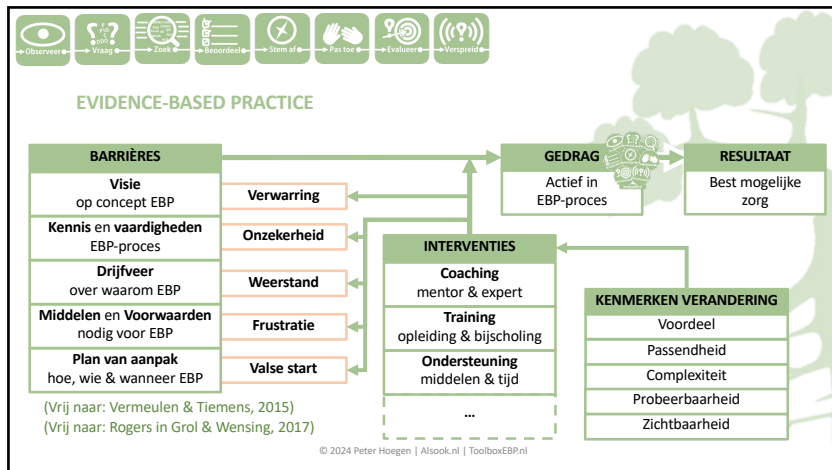 Observeer
Vraag
Zoek
Beoordeel
Stem af
Pas toe
Evalueer
Verspreid
EVIDENCE-BASED PRACTICE
BARRIÈRES
Visie
op concept EBP
Kennis en vaardigheden
EBP-proces
Drijfveer
over waarom EBP
Middelen en Voorwaarden
nodig voor EBP
Plan van aanpak
hoe, wie & wanneer EBP
Verwarring
Onzekerheid
Weerstand
Frustratie
Valse start
GEDRAG
Actief in
EBP-proces
RESULTAAT
Best mogelijke
zorg
INTERVENTIES
Coaching
mentor & expert
Training
opleiding & bijscholing
Ondersteuning
middelen & tijd
...
KENMERKEN VERANDERING
Voordeel
Passendheid
Complexiteit
Probeerbaarheid
Zichtbaarheid
(Vrij naar: Vermeulen & Tiemens, 2015)
(Vrij naar: Rogers in Grol & Wensing, 2017)
© 2024 Peter Hoegen | Alsook.nl | ToolboxEBP.nl